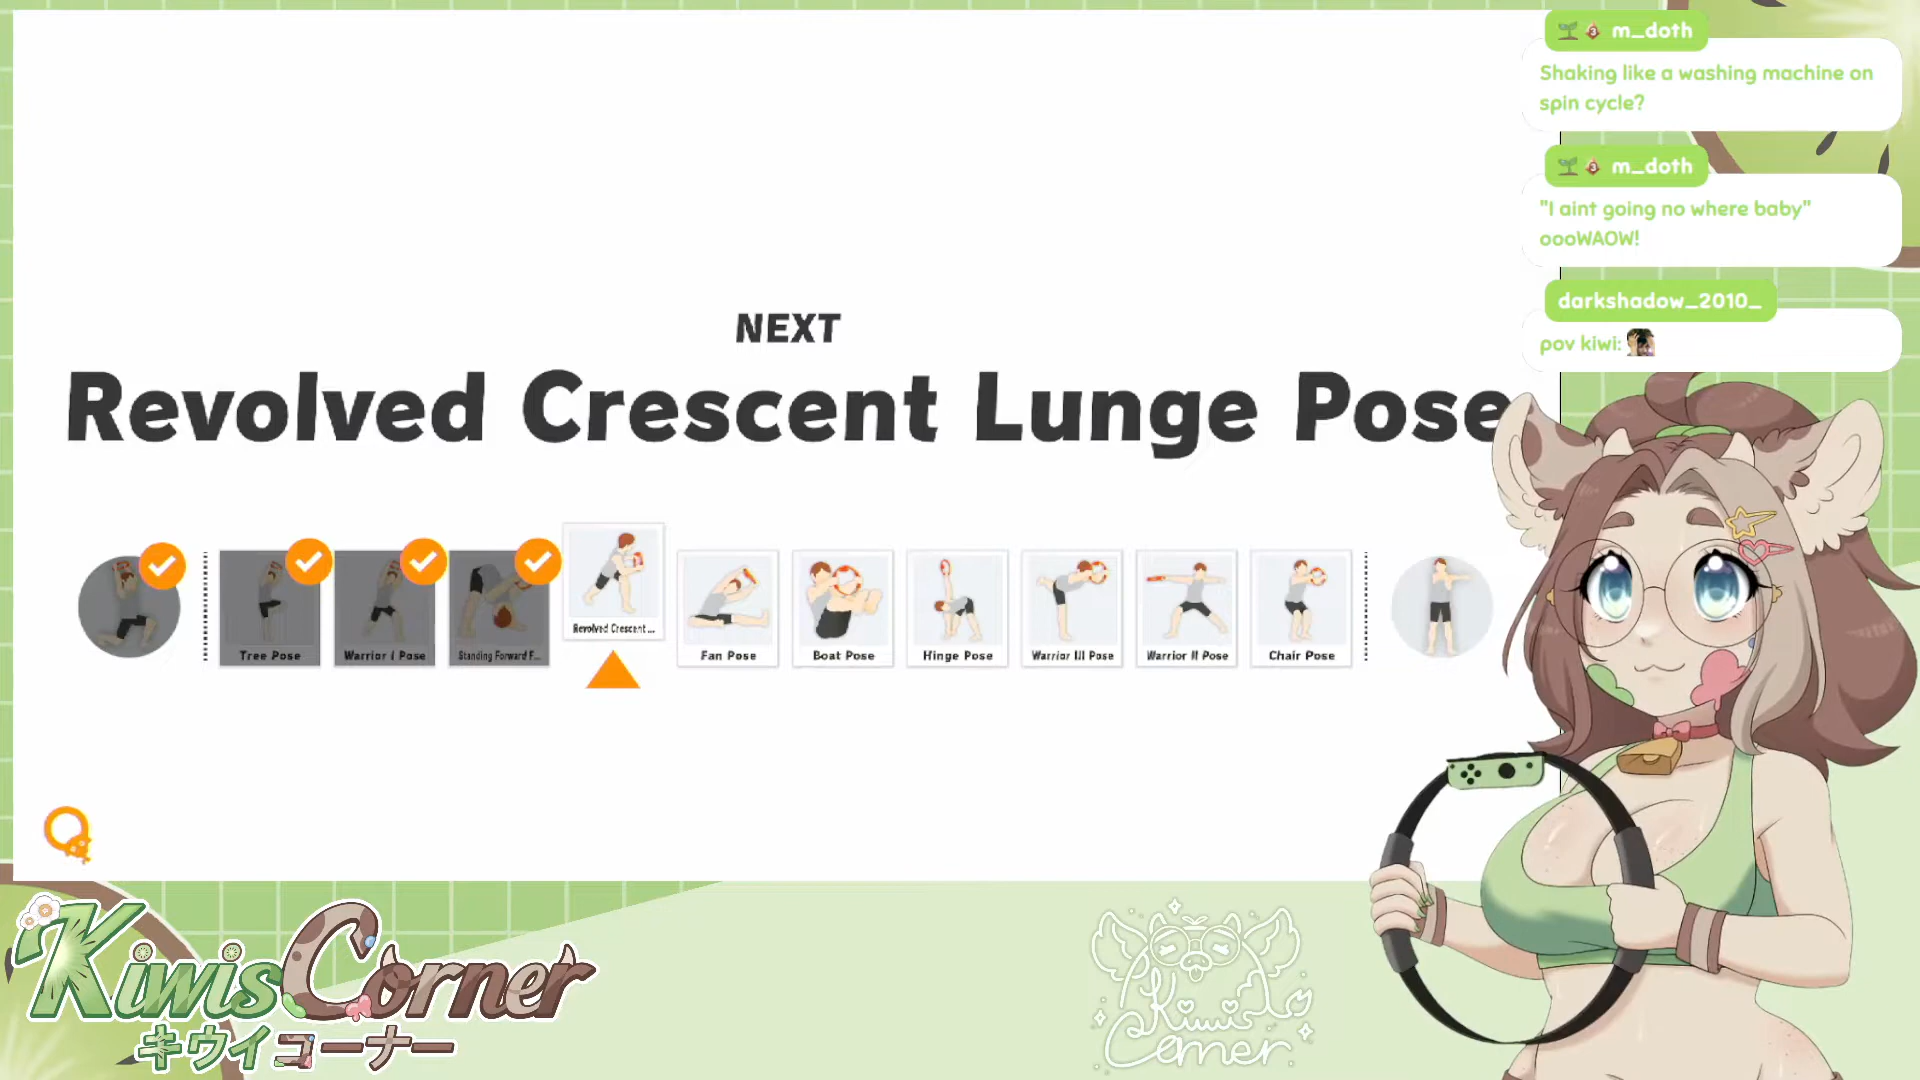 NEXT
Revolved Crescent Lunge Pose
Tree Pose
Warrior I Pose
Standing Forward F...
Revolved Crescent ...
Fan Pose
Boat Pose
Hinge Pose
Warrior III Pose
Warrior II Pose
Chair Pose
m_doth
Shaking like a washing machine on
spin cycle?
m_doth
"I aint going no where baby"
oooWAOW!
darkshadow_2010_
pov kiwi:
KiwisCorner
キウイコーナー
Kiwis
Corner